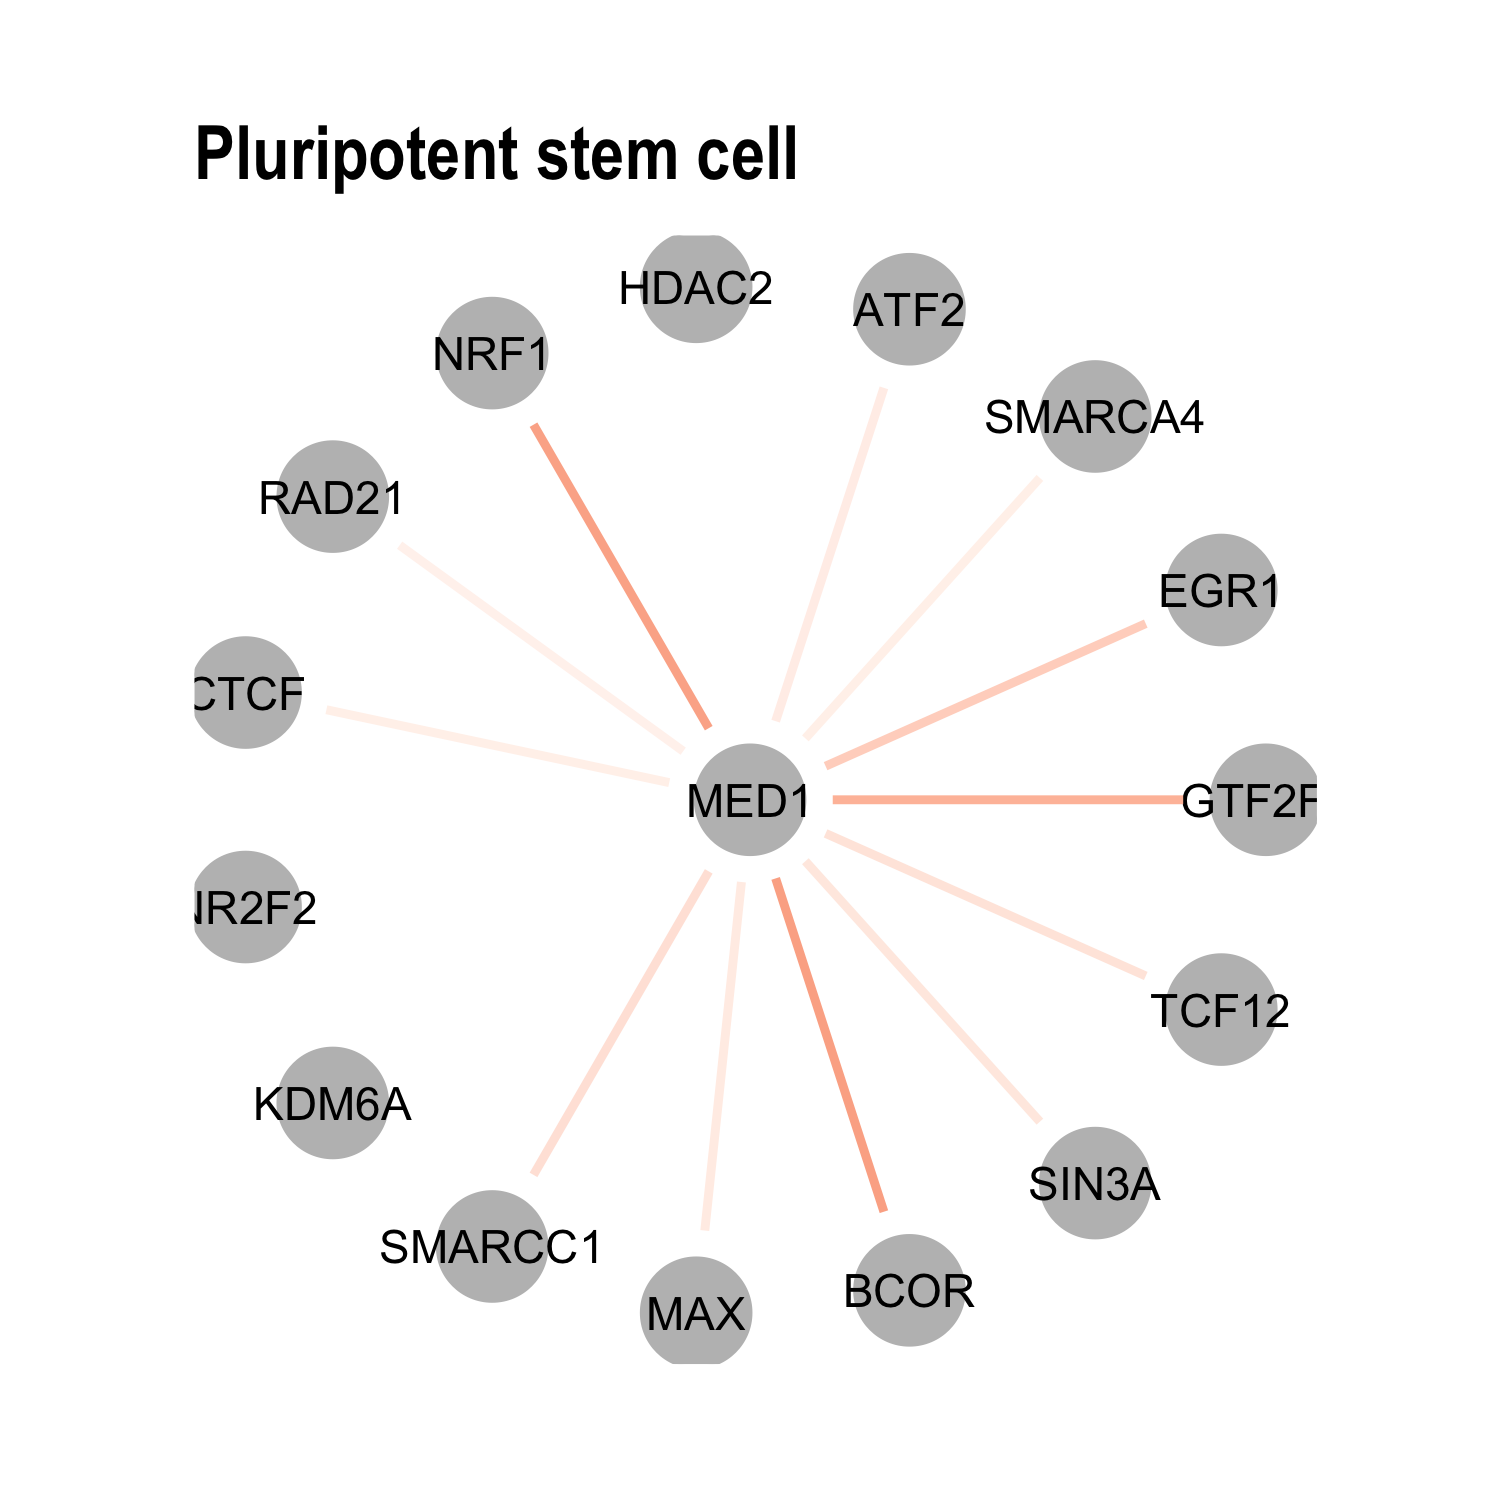 Pluripotent stem cell
HDAC2
ATF2
NRF1
SMARCA4
RAD21
EGR1
CTCF
MED1
GTF2F
NR2F2
TCF12
KDM6A
SIN3A
SMARCC1
BCOR
MAX